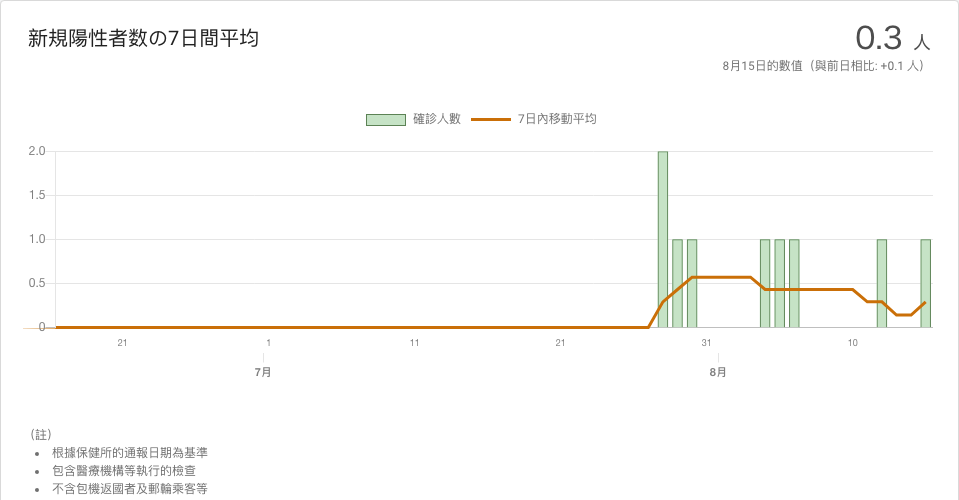 新規陽性者数の7日間平均
0.3 人
8月15日的數值（與前日相比: +0.1 人）
確診人數
7日內移動平均
2.0
1.5
1.0
0.5
0
21 1 11 21 31 10
7月 8月
（註）
• 根據保健所的通報日期為基準
• 包含醫療機構等執行的檢查
• 不含包機返國者及郵輪乘客等